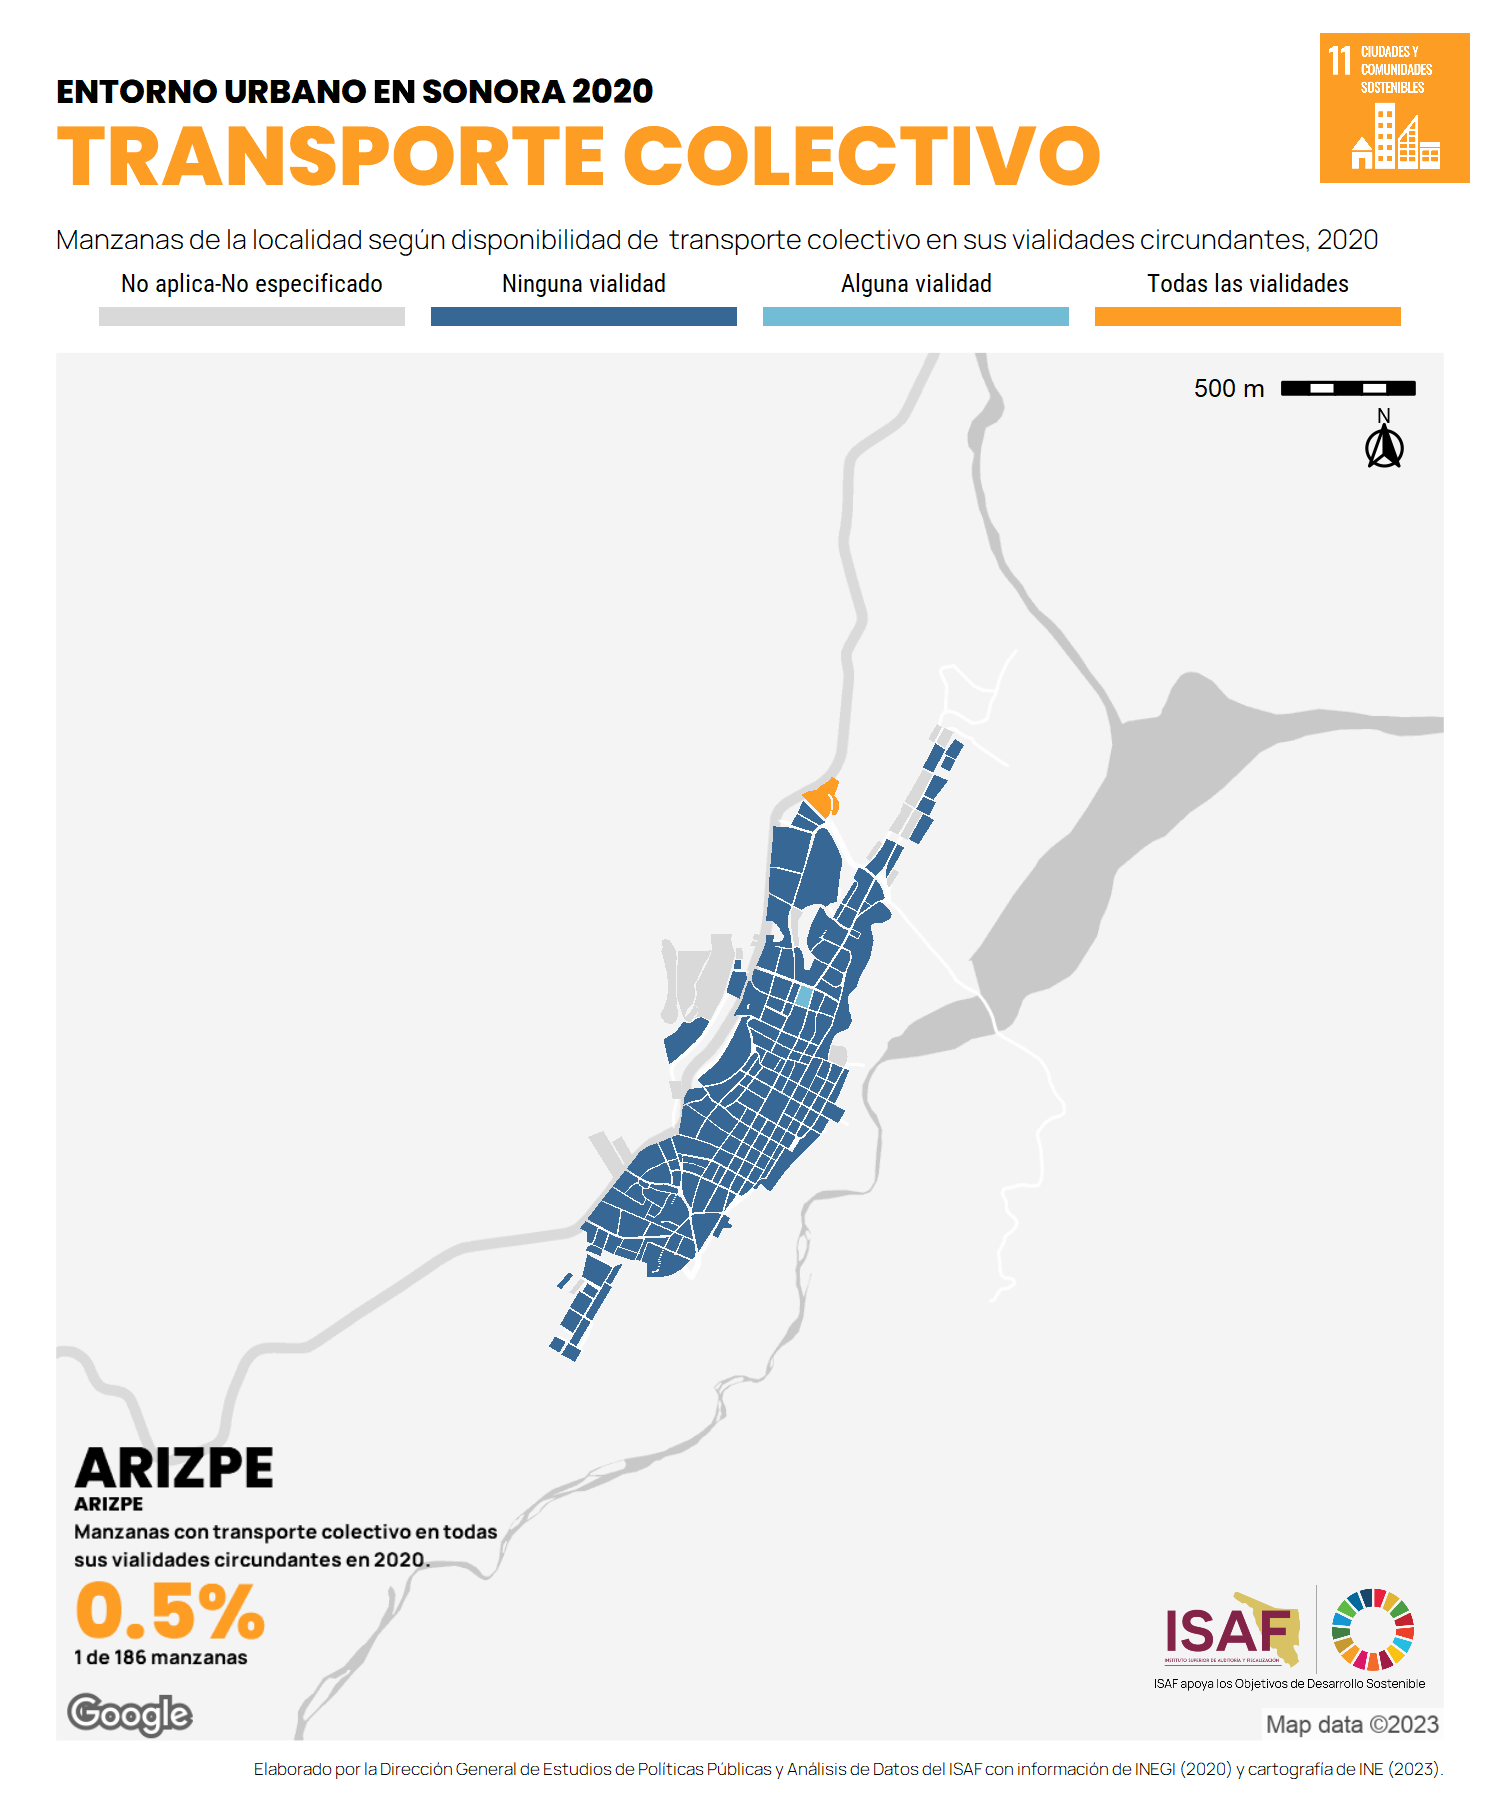 11 CIUDADES Y
COMUNIDADES
SOSTENIBLES
ENTORNO URBANO EN SONORA 2020
TRANSPORTE COLECTIVO
Manzanas de la localidad según disponibilidad de transporte colectivo en sus vialidades circundantes, 2020
No aplica-No especificado
Ninguna vialidad
Alguna vialidad
Todas las vialidades
500 m
N
ARIZPE
ARIZPE
Manzanas con transporte colectivo en todas
sus vialidades circundantes en 2020.
0.5%
1 de 186 manzanas
Google
ISAF
INSTITUTO SUPERIOR DE AUDITORÍA Y FISCALIZACIÓN
ISAF apoya los Objetivos de Desarrollo Sostenible
Map data ©2023
Elaborado por la Dirección General de Estudios de Políticas Públicas y Análisis de Datos del ISAF con información de INEGI (2020) y cartografía de INE (2023).